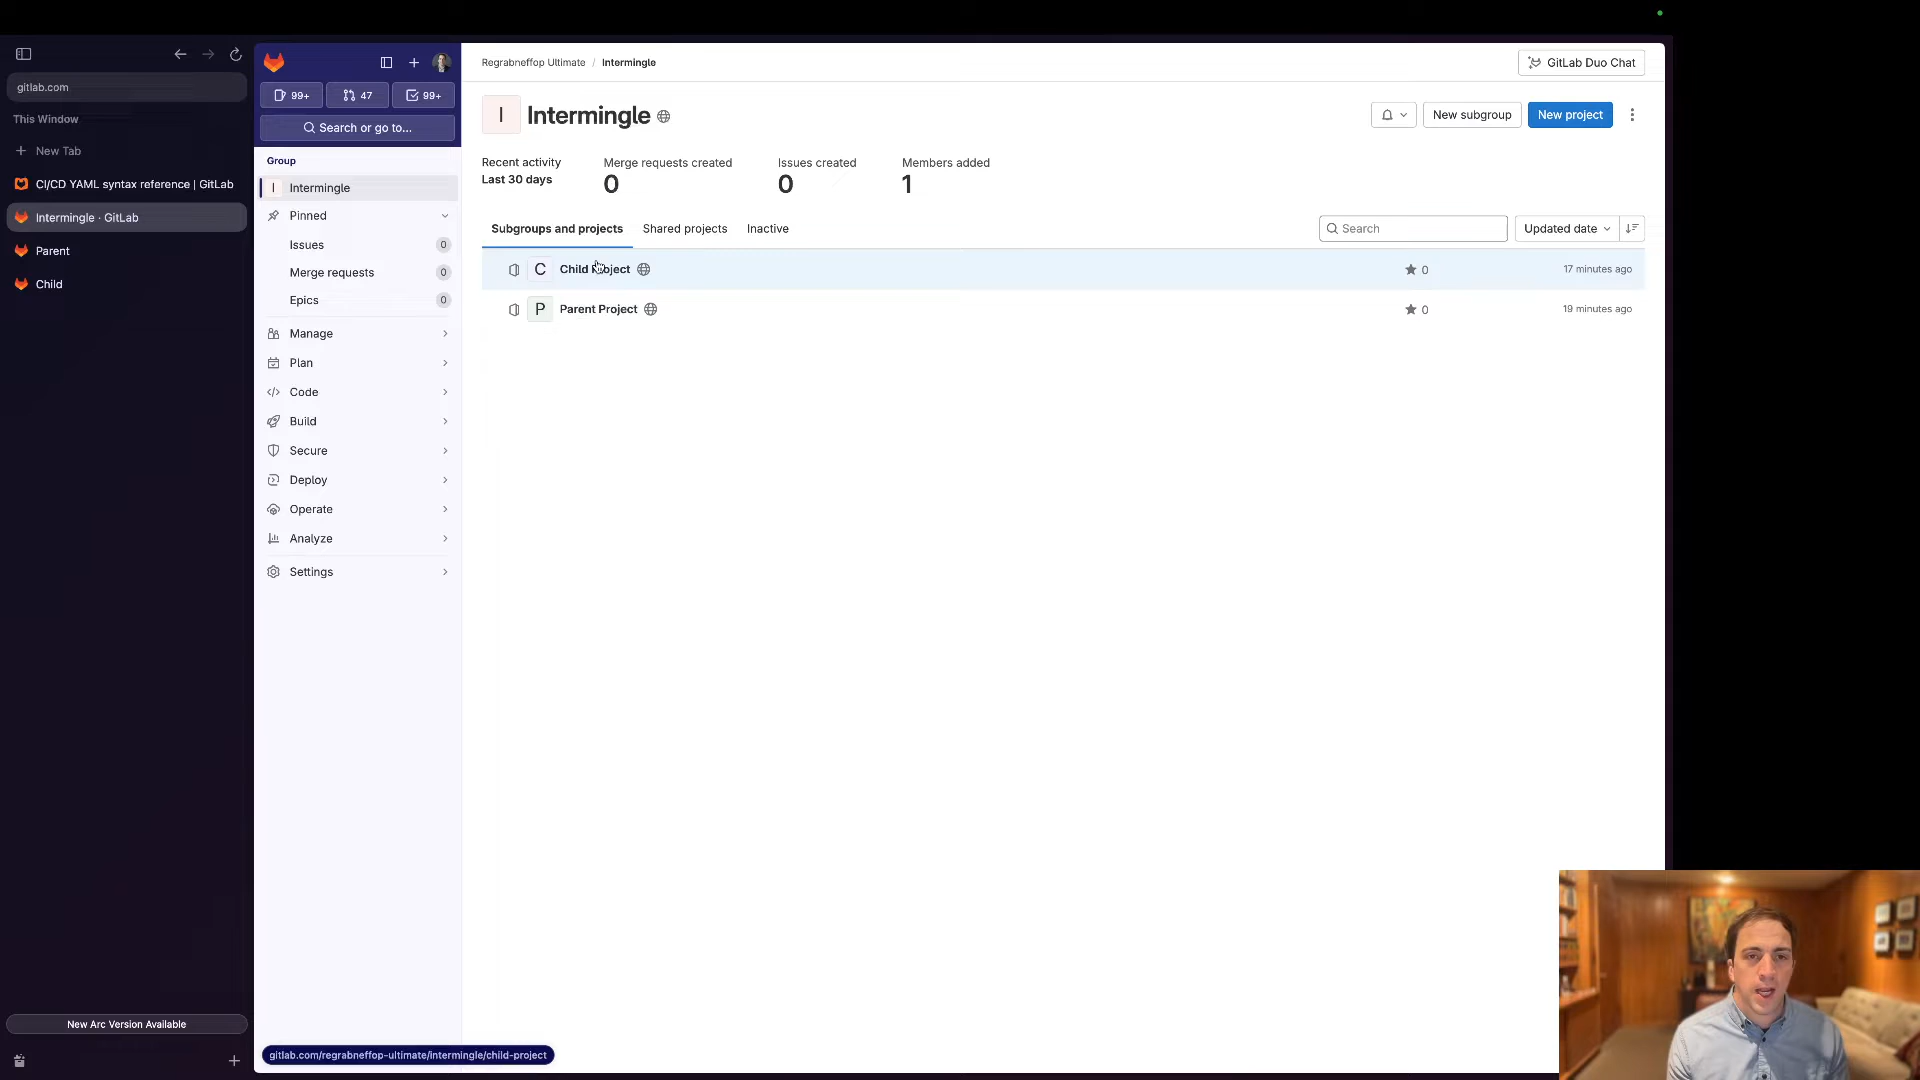 gitlab.com
This Window
New Tab
CI/CD YAML syntax reference | GitLab
Intermingle · GitLab
Parent
Child
New Arc Version Available
99+
47
99+
Search or go to...
Group
I Intermingle
Pinned
Issues 0
Merge requests 0
Epics 0
Manage
Plan
Code
Build
Secure
Deploy
Operate
Analyze
Settings
Regrabneffop Ultimate / Intermingle
GitLab Duo Chat
I Intermingle
New subgroup
New project
Recent activity
Last 30 days
Merge requests created
0
Issues created
0
Members added
1
Subgroups and projects
Shared projects
Inactive
Search
Updated date
C Child Project
0
17 minutes ago
P Parent Project
0
19 minutes ago
gitlab.com/regrabneffop-ultimate/intermingle/child-project